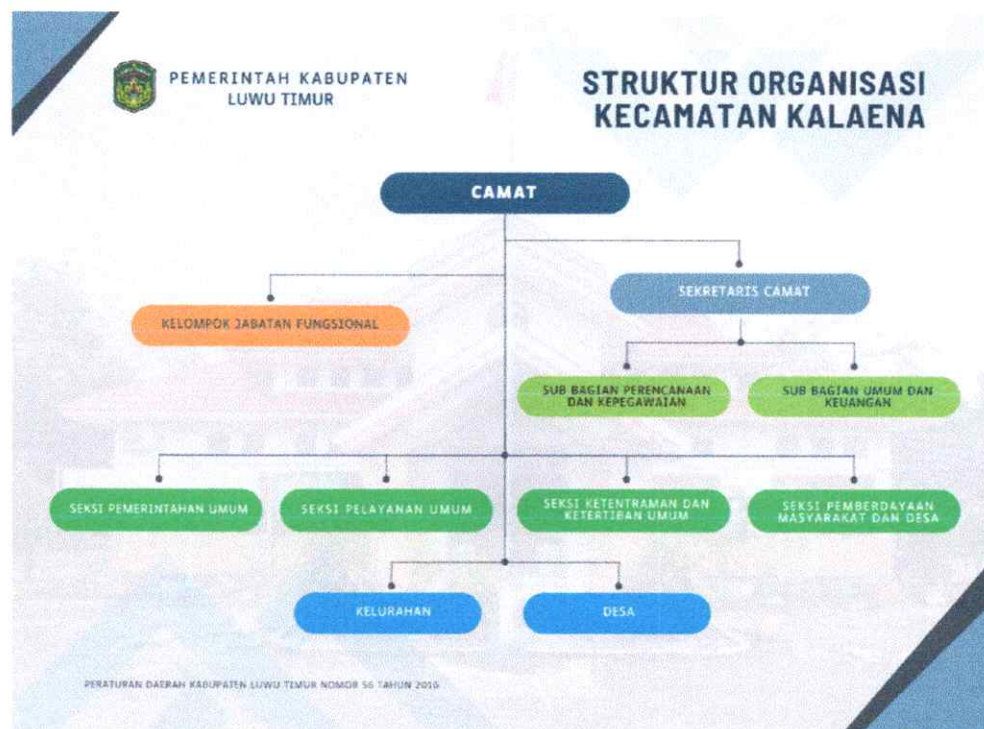 PEMERINTAH KABUPATEN
LUWU TIMUR
STRUKTUR ORGANISASI
KECAMATAN KALAENA
CAMAT
SEKRETARIS CAMAT
KELOMPOK JABATAN FUNGSIONAL
SUB BAGIAN PERENCANAAN
DAN KEPEGAWAIAN
SUB BAGIAN UMUM DAN
KEUANGAN
SEKSI PEMERINTAHAN UMUM
SEKSI PELAYANAN UMUM
SEKSI KETENTRAMAN DAN
KETERTIBAN UMUM
SEKSI PEMBERDAYAAN
MASYARAKAT DAN DESA
KELURAHAN
DESA
PERATURAN DAERAH KABUPATEN LUWU TIMUR NOMOR 56 TAHUN